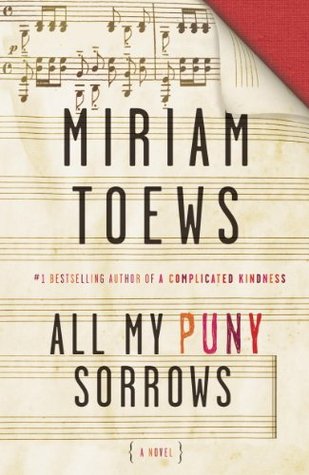 MIRIAM
TOEWS
#1 BESTSELLING AUTHOR OF A COMPLICATED KINDNESS
ALL MY PUNY
SORROWS
{ A NOVEL }